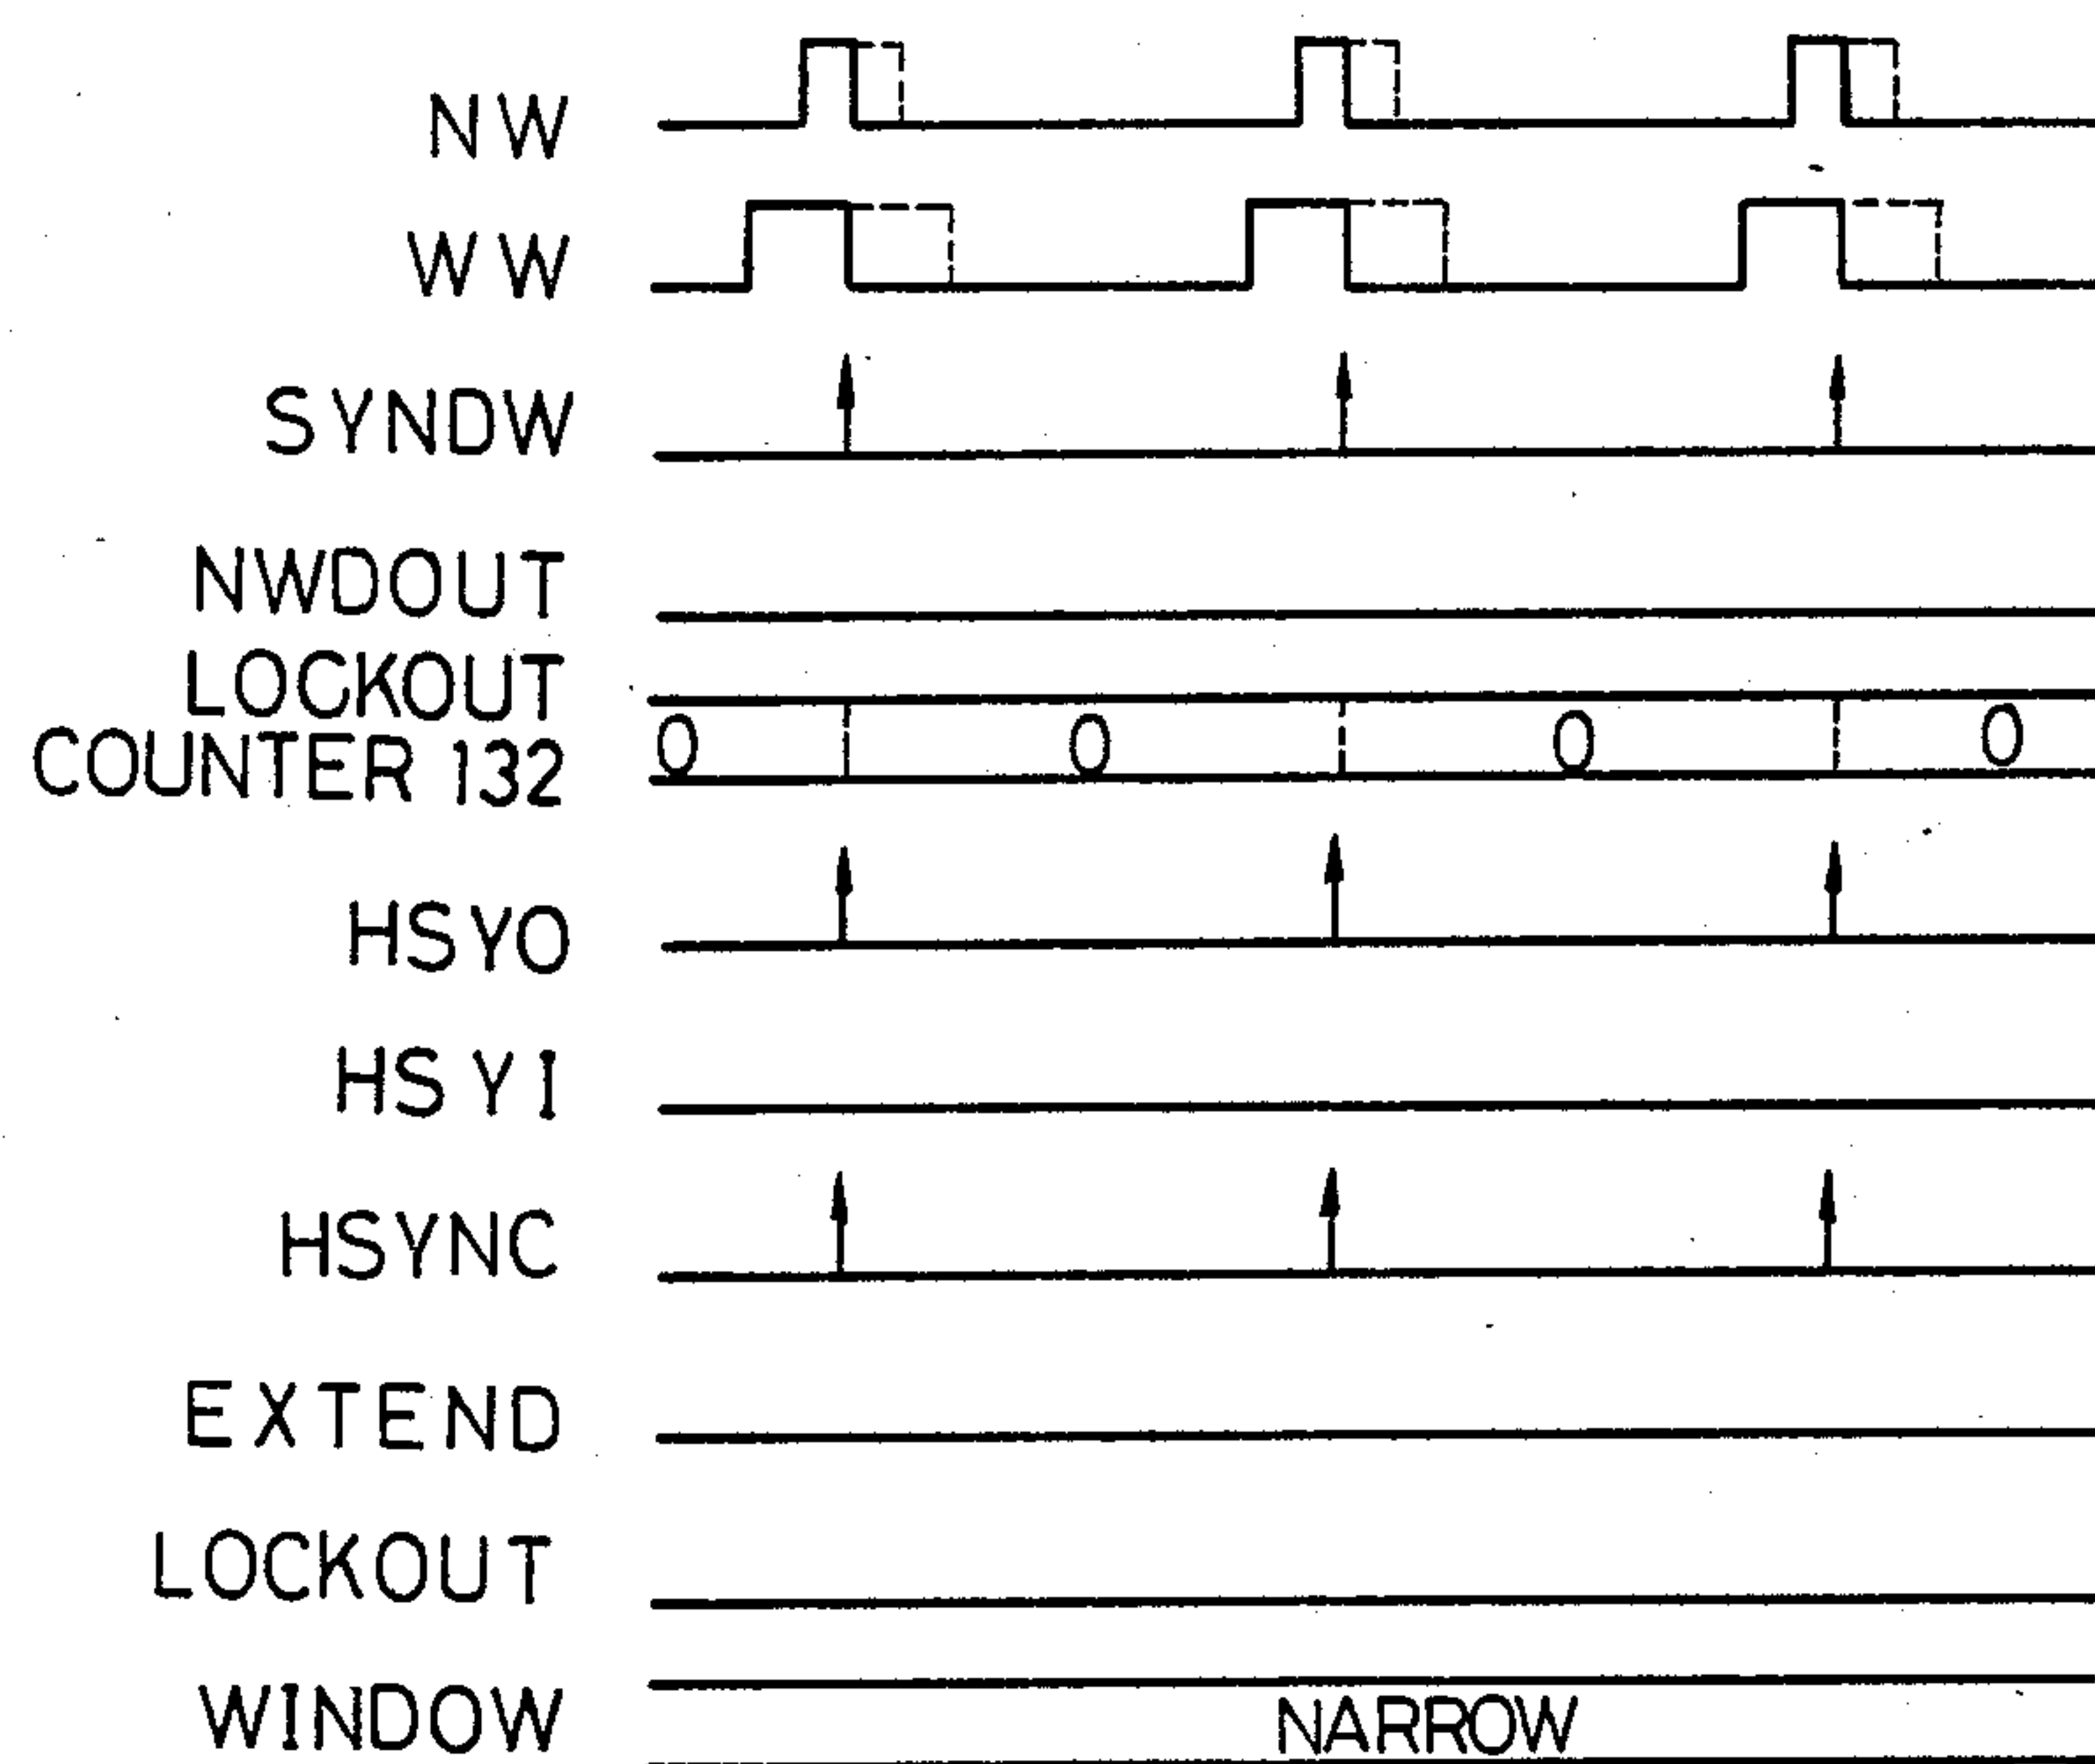 NW
WW
SYNDW
NWDOUT
LOCKOUT
COUNTER 132
0 0 0 0
HSYO
HSYI
HSYNC
EXTEND
LOCKOUT
WINDOW
NARROW